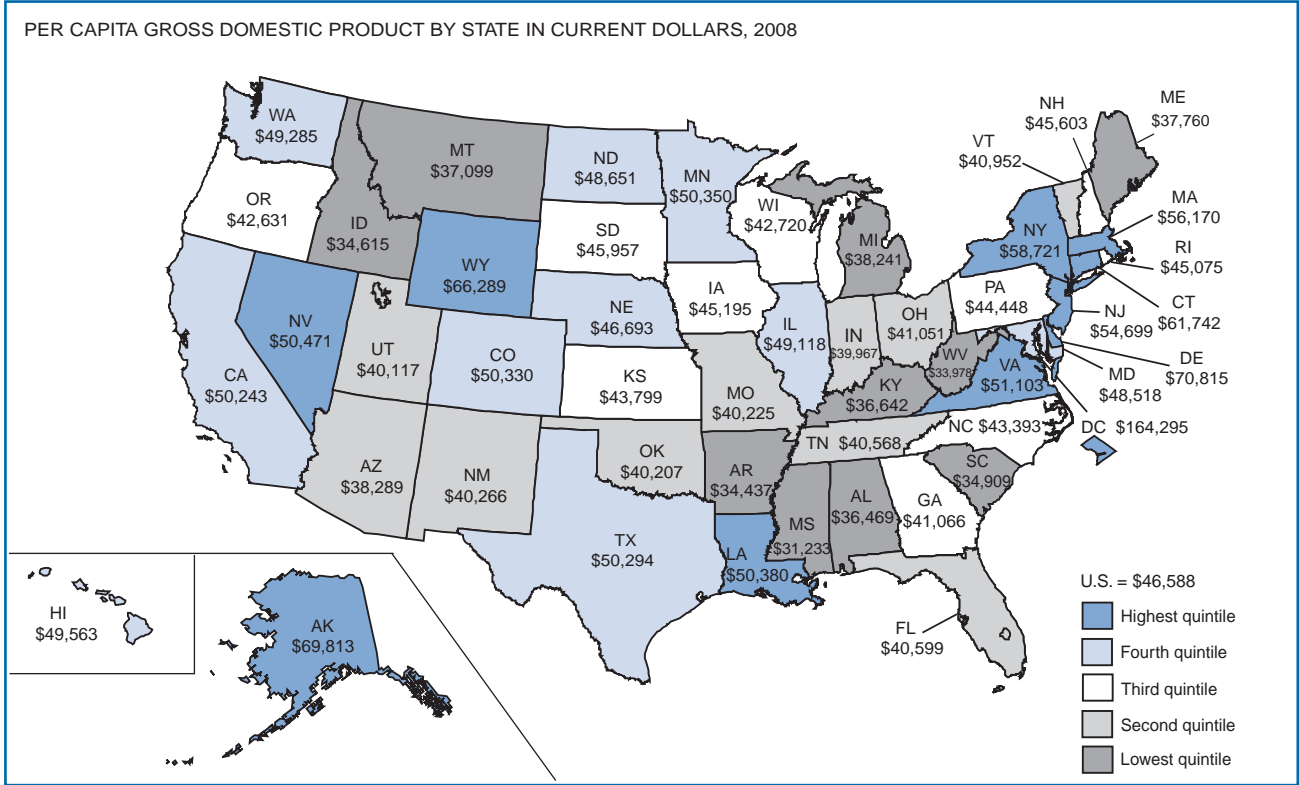 PER CAPITA GROSS DOMESTIC PRODUCT BY STATE IN CURRENT DOLLARS, 2008
WA
$49,285
MT
$37,099
ND
$48,651
MN
$50,350
OR
$42,631
ID
$34,615
WY
$66,289
SD
$45,957
WI
$42,720
MI
$38,241
VT
$40,952
NH
$45,603
ME
$37,760
NY
$58,721
MA
$56,170
RI
$45,075
CT
$61,742
NJ
$54,699
DE
$70,815
MD
$48,518
DC $164,295
PA
$44,448
CA
$50,243
NV
$50,471
UT
$40,117
CO
$50,330
NE
$46,693
IA
$45,195
IL
$49,118
IN
$39,967
OH
$41,051
WV
$33,978
VA
$51,103
KS
$43,799
MO
$40,225
KY
$36,642
NC $43,393
TN $40,568
AZ
$38,289
NM
$40,266
OK
$40,207
AR
$34,437
MS
$31,233
AL
$36,469
GA
$41,066
SC
$34,909
TX
$50,294
LA
$50,380
FL
$40,599
HI
$49,563
AK
$69,813
U.S. = $46,588
Highest quintile
Fourth quintile
Third quintile
Second quintile
Lowest quintile